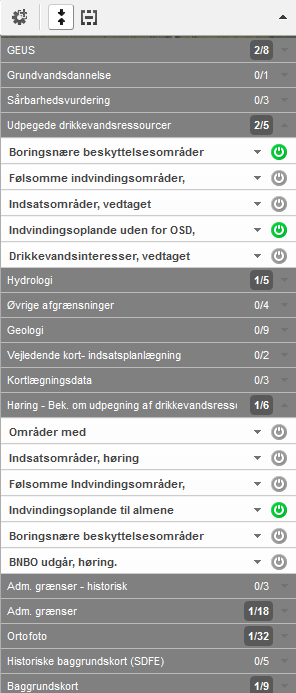 GEUS 2/8
Grundvandsdannelse 0/1
Sårbarhedsvurdering 0/3
Udpegede drikkevandsressourcer 2/5
Boringsnære beskyttelsesområder
Følsomme indvindingsområder,
Indsatsområder, vedtaget
Indvindingsoplande uden for OSD,
Drikkevandsinteresser, vedtaget
Hydrologi 1/5
Øvrige afgrænsninger 0/4
Geologi 0/9
Vejledende kort- indsatsplanlægning 0/2
Kortlægningsdata 0/3
Høring - Bek. om udpegning af drikkevandsresso 1/6
Områder med
Indsatsområder, høring
Følsomme Indvindingsområder,
Indvindingsoplande til almene
Boringsnære beskyttelsesområder
BNBO udgår, høring.
Adm. grænser - historisk 0/3
Adm. grænser 1/18
Ortofoto 1/32
Historiske baggrundskort (SDFE) 0/5
Baggrundskort 1/9